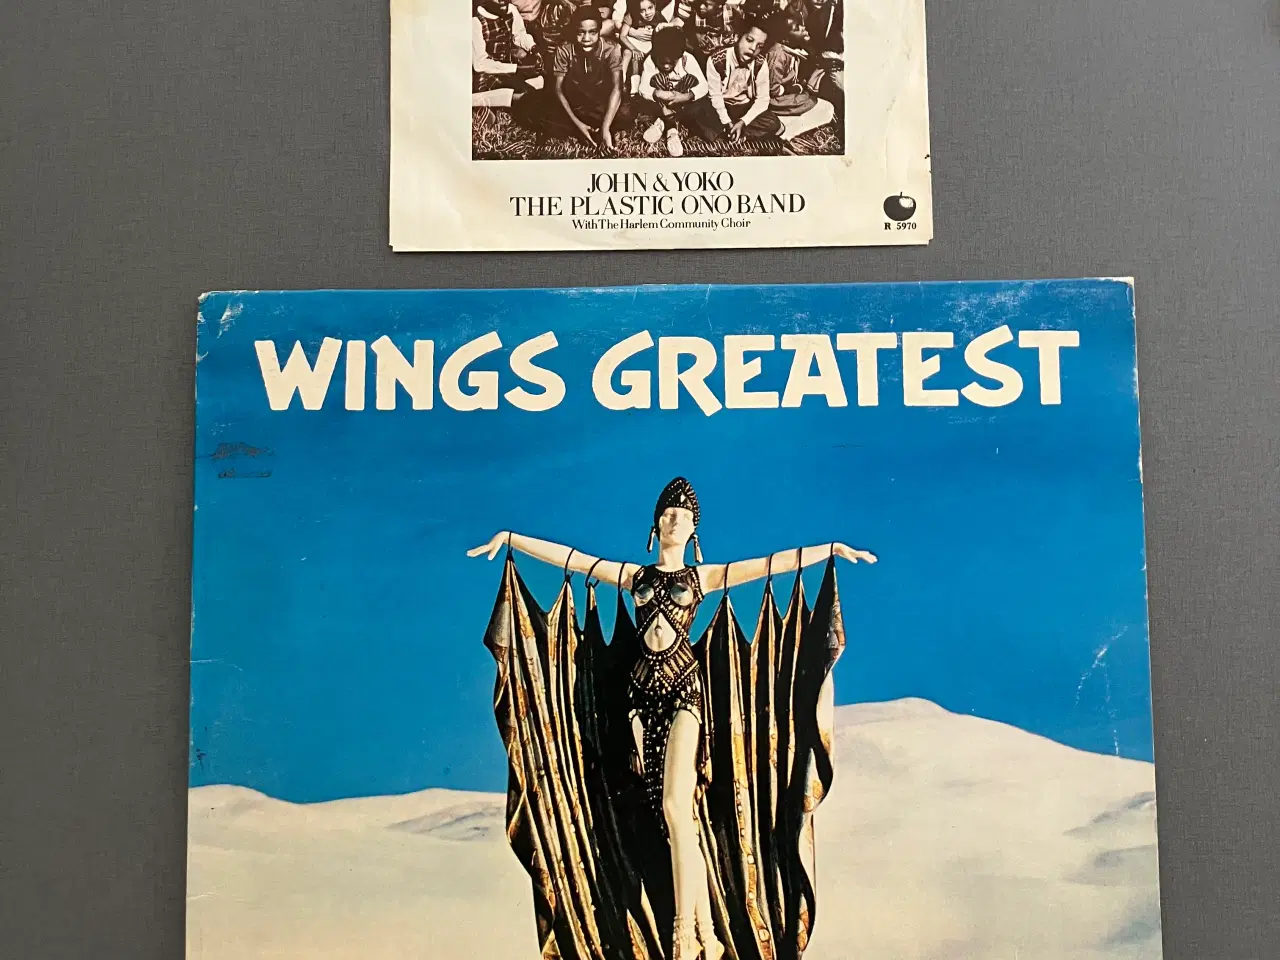 JOHN & YOKO
THE PLASTIC ONO BAND
With The Harlem Community Choir
R 5970
WINGS GREATEST